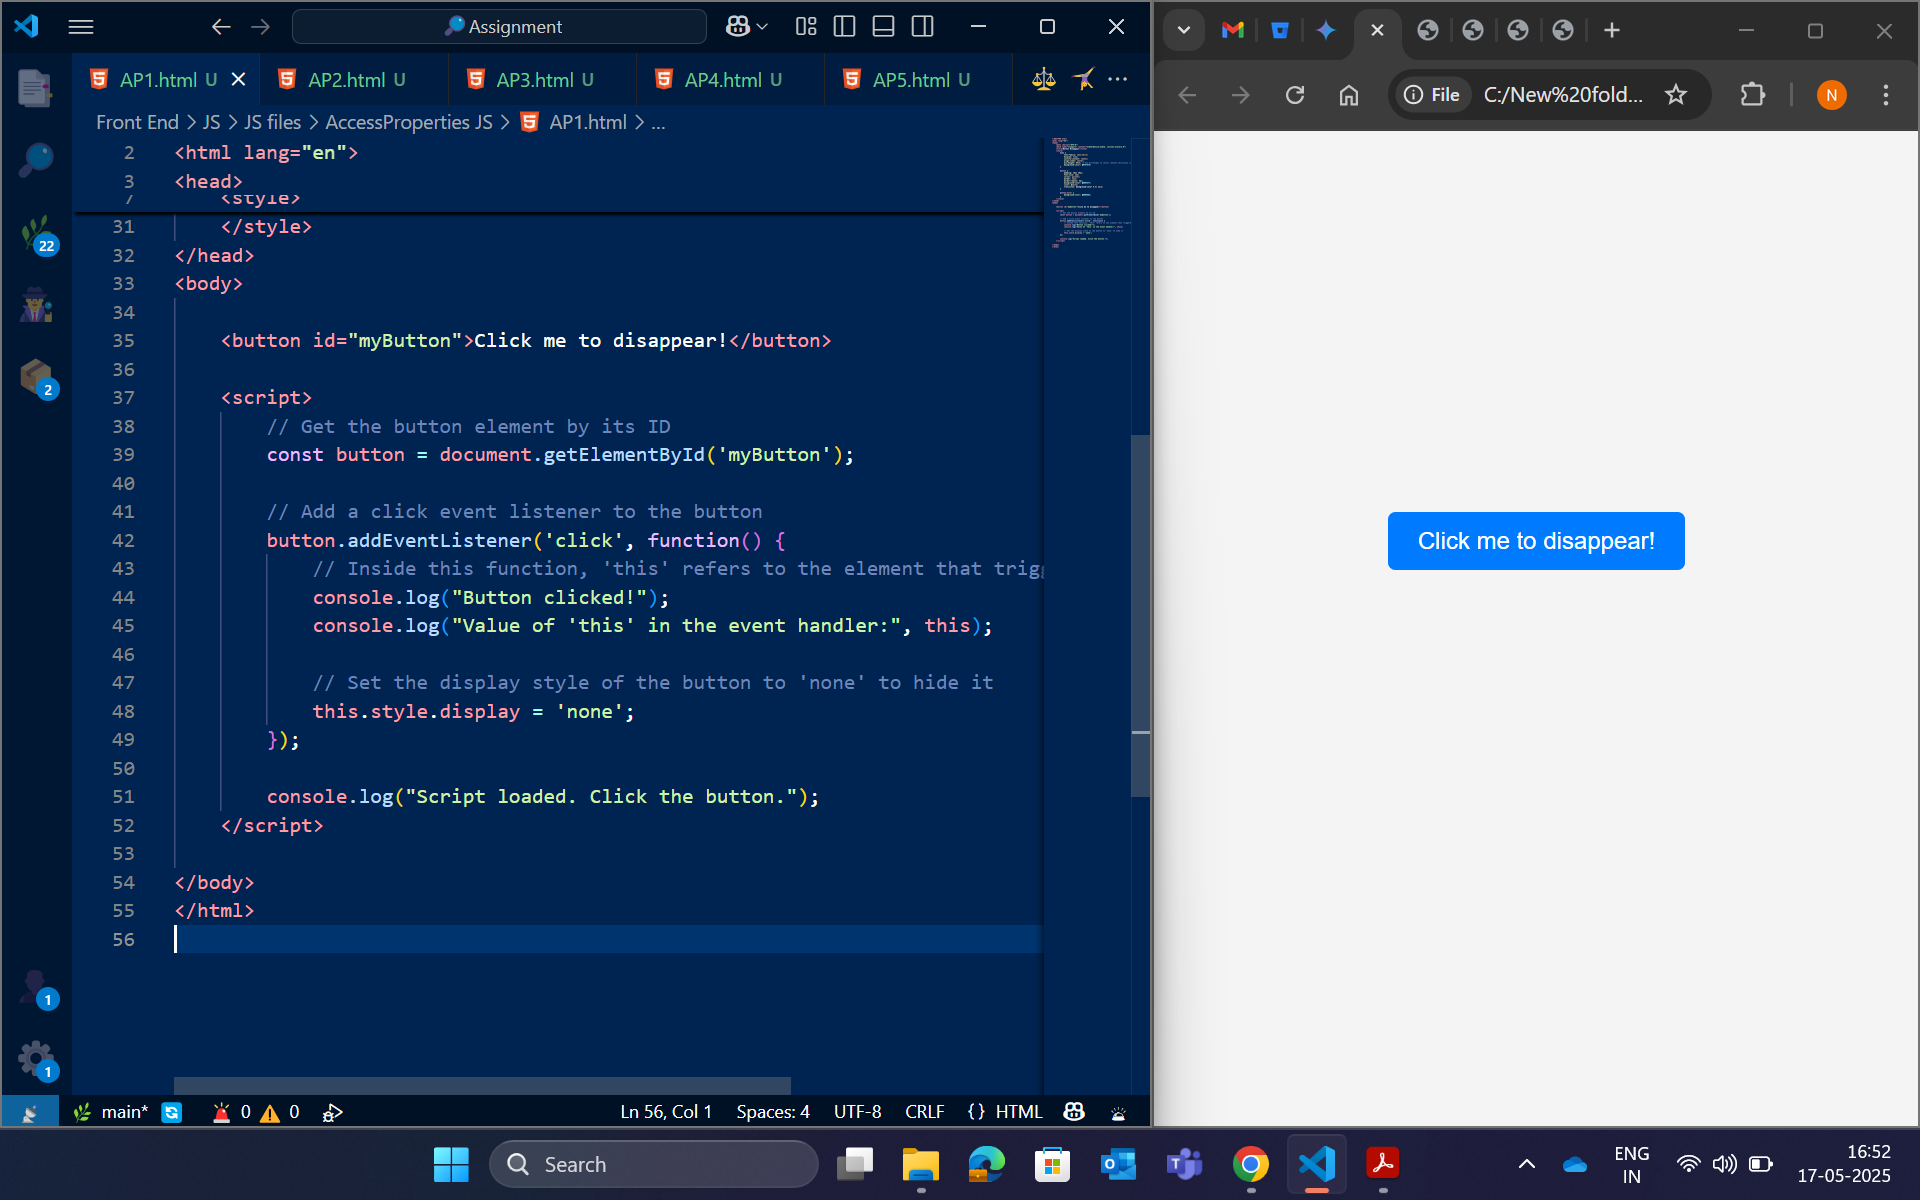 Assignment
AP1.html U
AP2.html U
AP3.html U
AP4.html U
AP5.html U
Front End > JS > JS files > AccessProperties JS > AP1.html > ...
2 <html lang="en">
3 <head>
7 <style>
31 </style>
32 </head>
33 <body>
34
35 <button id="myButton">Click me to disappear!</button>
36
37 <script>
38 // Get the button element by its ID
39 const button = document.getElementById('myButton');
40
41 // Add a click event listener to the button
42 button.addEventListener('click', function() {
43 // Inside this function, 'this' refers to the element that trigg
44 console.log("Button clicked!");
45 console.log("Value of 'this' in the event handler:", this);
46
47 // Set the display style of the button to 'none' to hide it
48 this.style.display = 'none';
49 });
50
51 console.log("Script loaded. Click the button.");
52 </script>
53
54 </body>
55 </html>
56
22
2
1
1
main* 0 0 Ln 56, Col 1 Spaces: 4 UTF-8 CRLF {} HTML
File C:/New%20fold... N
Click me to disappear!
Search
ENG
IN
16:52
17-05-2025